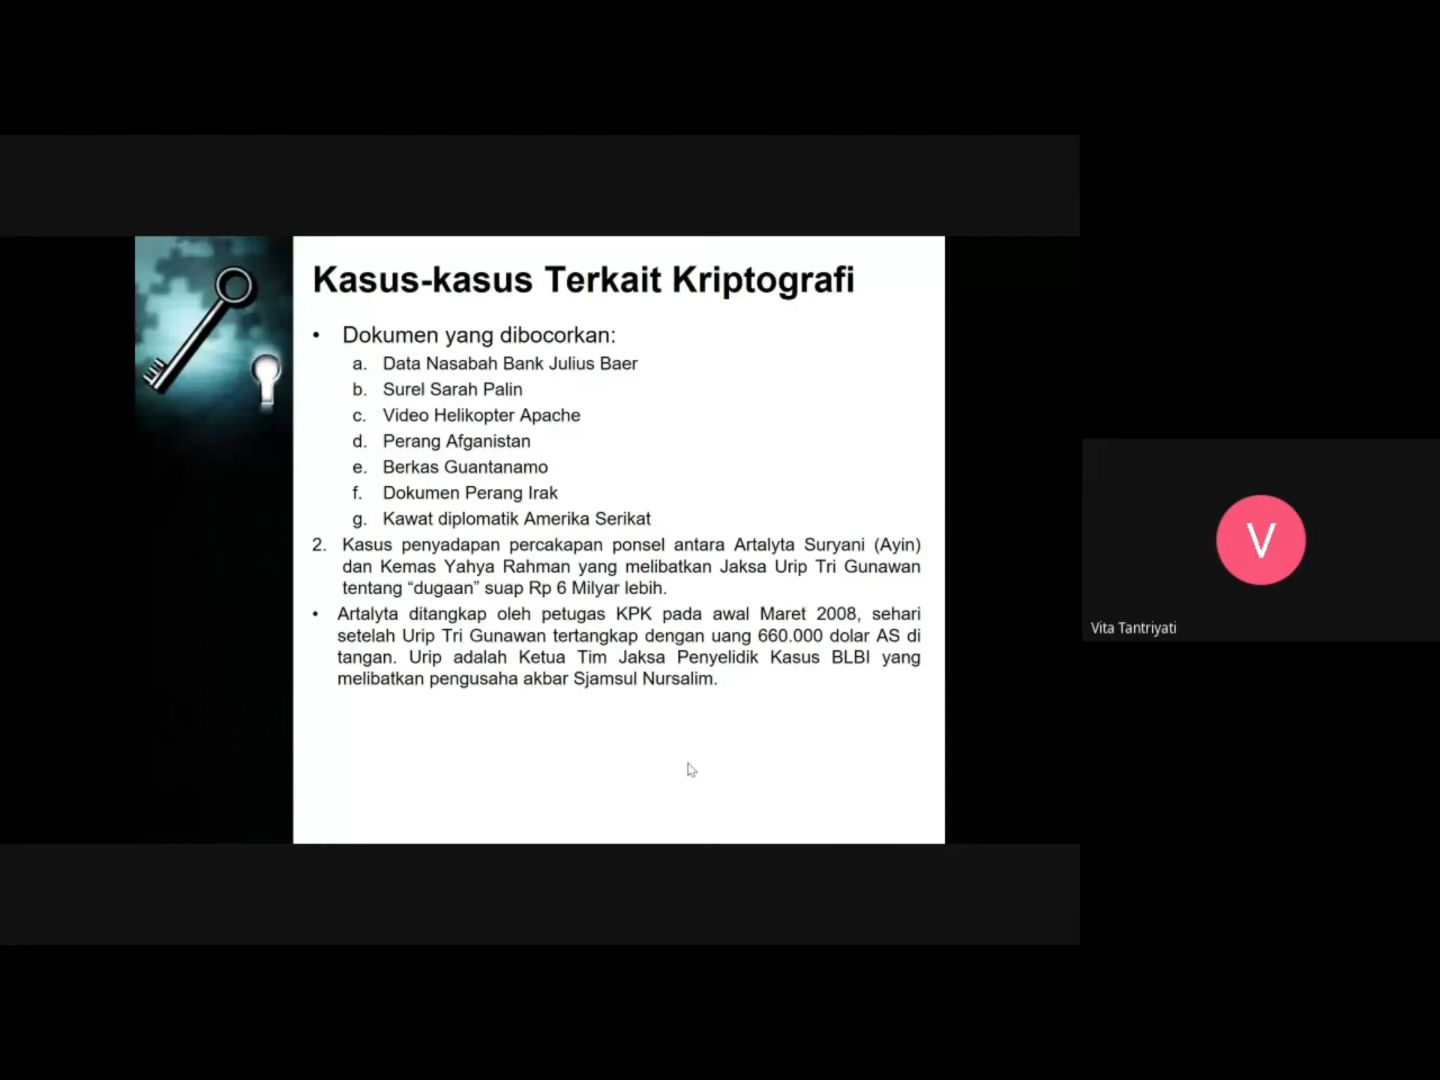 Kasus-kasus Terkait Kriptografi
• Dokumen yang dibocorkan:
a. Data Nasabah Bank Julius Baer
b. Surel Sarah Palin
c. Video Helikopter Apache
d. Perang Afganistan
e. Berkas Guantanamo
f. Dokumen Perang Irak
g. Kawat diplomatik Amerika Serikat
2. Kasus penyadapan percakapan ponsel antara Artalyta Suryani (Ayin)
dan Kemas Yahya Rahman yang melibatkan Jaksa Urip Tri Gunawan
tentang “dugaan” suap Rp 6 Milyar lebih.
• Artalyta ditangkap oleh petugas KPK pada awal Maret 2008, sehari
setelah Urip Tri Gunawan tertangkap dengan uang 660.000 dolar AS di
tangan. Urip adalah Ketua Tim Jaksa Penyelidik Kasus BLBI yang
melibatkan pengusaha akbar Sjamsul Nursalim.
V
Vita Tantriyati